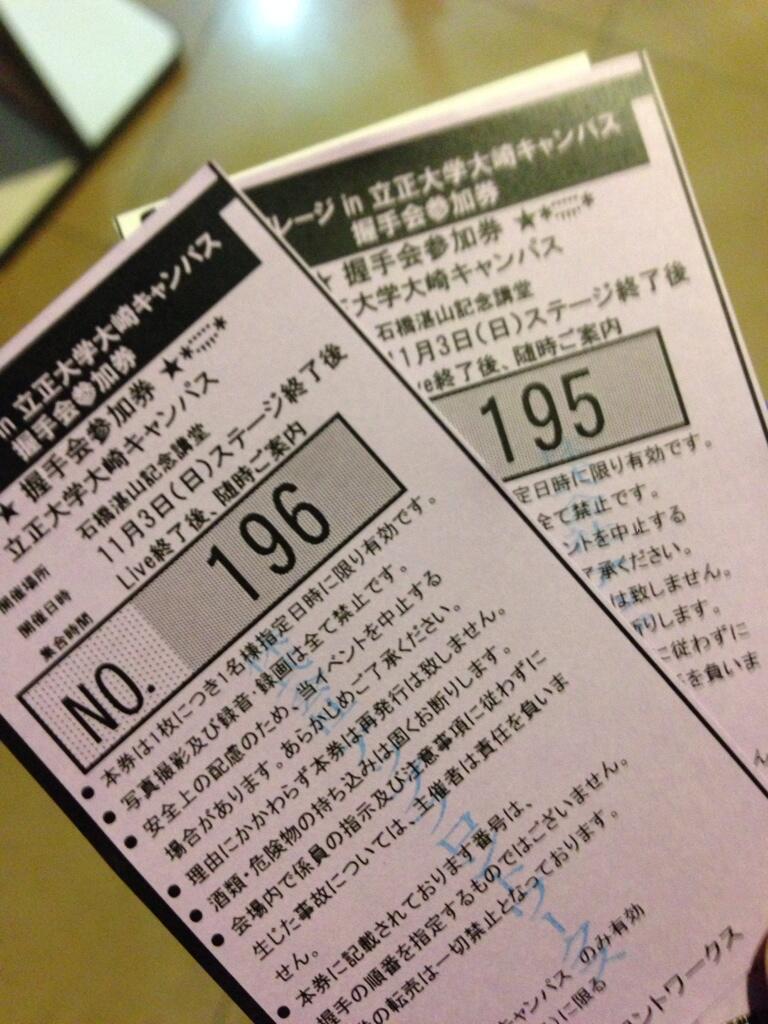 in 立正大学大崎キャンパス
握手会参加券
★ 握手会参加券 ★
立正大学大崎キャンパス
開催場所 石橋湛山記念講堂
開催日時 11月3日(日)ステージ終了後
集合時間 Live終了後、随時ご案内
NO. 196
● 本券は1枚につき1名様指定日時に限り有効です。
● 写真撮影及び録音・録画は全て禁止です。
● 安全上の配慮のため、当イベントを中止する
場合があります。あらかじめご了承ください。
● 理由にかかわらず本券は再発行は致しません。
● 酒類・危険物の持ち込みは固くお断りします。
● 会場内で係員の指示及び注意事項に従わずに
生じた事故については、主催者は責任を負いま
せん。
● 本券に記載されております番号は、
握手の順番を指定するものではございません。
の転売は一切禁止となっております。
キャンパス のみ有効
に限る
ントワークス
レージ in 立正大学大崎キャンパス
握手会参加券
握手会参加券 ★
大学大崎キャンパス
石橋湛山記念講堂
11月3日(日)ステージ終了後
ve終了後、随時ご案内
195
定日時に限り有効です。
全て禁止です。
ントを中止する
了承ください。
は致しません。
断りします。
に従わずに
を負いま